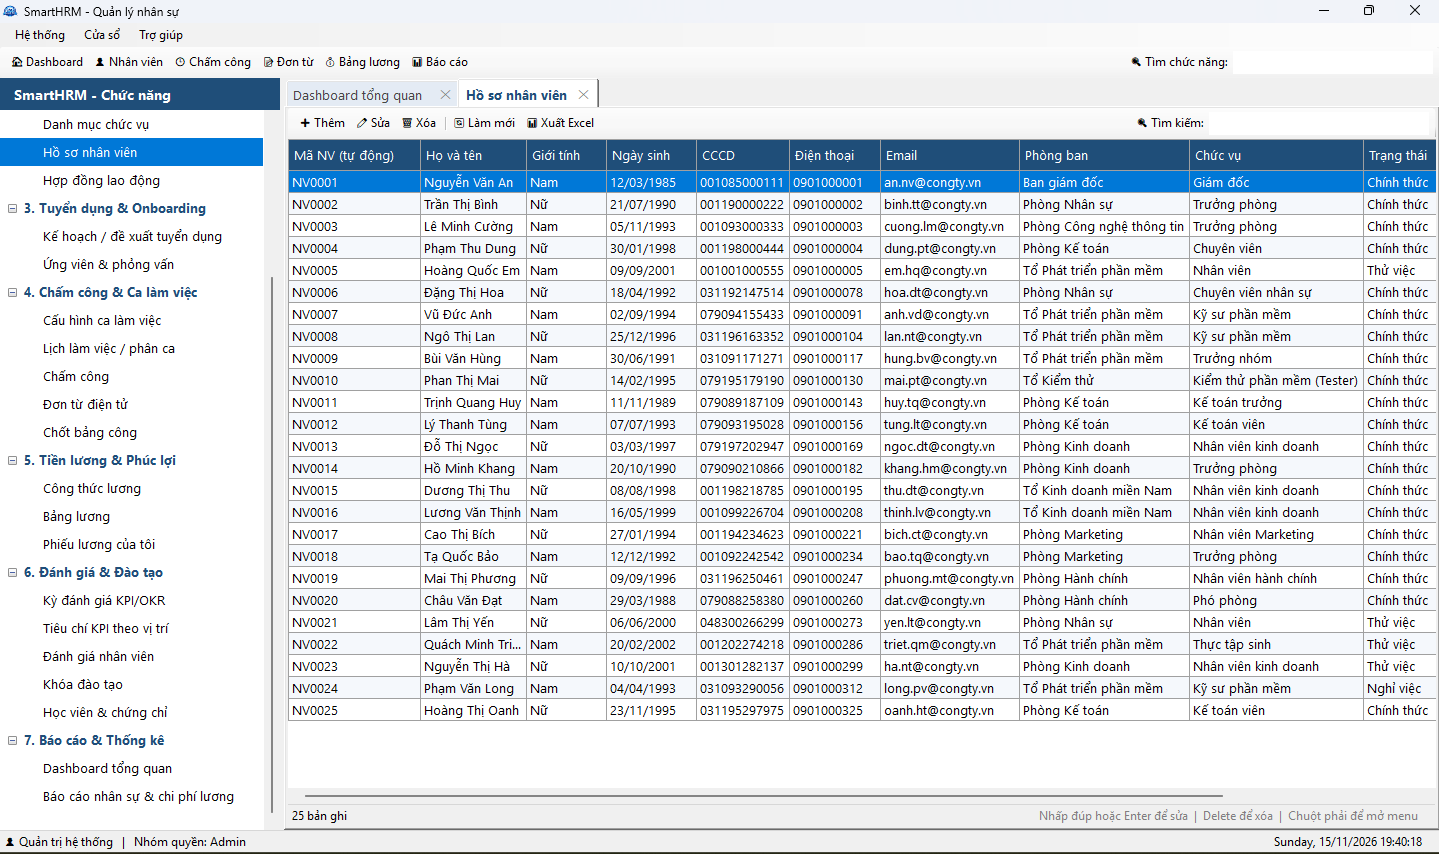 SmartHRM - Quản lý nhân sự
Hệ thống Cửa sổ Trợ giúp
Dashboard Nhân viên Chấm công Đơn từ Bảng lương Báo cáo Tìm chức năng:
SmartHRM - Chức năng
Danh mục chức vụ
Hồ sơ nhân viên
Hợp đồng lao động
3. Tuyển dụng & Onboarding
Kế hoạch / đề xuất tuyển dụng
Ứng viên & phỏng vấn
4. Chấm công & Ca làm việc
Cấu hình ca làm việc
Lịch làm việc / phân ca
Chấm công
Đơn từ điện tử
Chốt bảng công
5. Tiền lương & Phúc lợi
Công thức lương
Bảng lương
Phiếu lương của tôi
6. Đánh giá & Đào tạo
Kỳ đánh giá KPI/OKR
Tiêu chí KPI theo vị trí
Đánh giá nhân viên
Khóa đào tạo
Học viên & chứng chỉ
7. Báo cáo & Thống kê
Dashboard tổng quan
Báo cáo nhân sự & chi phí lương
Dashboard tổng quan Hồ sơ nhân viên
Thêm Sửa Xóa Làm mới Xuất Excel Tìm kiếm:
Mã NV (tự động) Họ và tên Giới tính Ngày sinh CCCD Điện thoại Email Phòng ban Chức vụ Trạng thái
NV0001 Nguyễn Văn An Nam 12/03/1985 001085000111 0901000001 an.nv@congty.vn Ban giám đốc Giám đốc Chính thức
NV0002 Trần Thị Bình Nữ 21/07/1990 001190000222 0901000002 binh.tt@congty.vn Phòng Nhân sự Trưởng phòng Chính thức
NV0003 Lê Minh Cường Nam 05/11/1993 001093000333 0901000003 cuong.lm@congty.vn Phòng Công nghệ thông tin Trưởng phòng Chính thức
NV0004 Phạm Thu Dung Nữ 30/01/1998 001198000444 0901000004 dung.pt@congty.vn Phòng Kế toán Chuyên viên Chính thức
NV0005 Hoàng Quốc Em Nam 09/09/2001 001001000555 0901000005 em.hq@congty.vn Tổ Phát triển phần mềm Nhân viên Thử việc
NV0006 Đặng Thị Hoa Nữ 18/04/1992 031192147514 0901000078 hoa.dt@congty.vn Phòng Nhân sự Chuyên viên nhân sự Chính thức
NV0007 Vũ Đức Anh Nam 02/09/1994 079094155433 0901000091 anh.vd@congty.vn Tổ Phát triển phần mềm Kỹ sư phần mềm Chính thức
NV0008 Ngô Thị Lan Nữ 25/12/1996 031196163352 0901000104 lan.nt@congty.vn Tổ Phát triển phần mềm Kỹ sư phần mềm Chính thức
NV0009 Bùi Văn Hùng Nam 30/06/1991 031091171271 0901000117 hung.bv@congty.vn Tổ Phát triển phần mềm Trưởng nhóm Chính thức
NV0010 Phan Thị Mai Nữ 14/02/1995 079195179190 0901000130 mai.pt@congty.vn Tổ Kiểm thử Kiểm thử phần mềm (Tester) Chính thức
NV0011 Trịnh Quang Huy Nam 11/11/1989 079089187109 0901000143 huy.tq@congty.vn Phòng Kế toán Kế toán trưởng Chính thức
NV0012 Lý Thanh Tùng Nam 07/07/1993 079093195028 0901000156 tung.lt@congty.vn Phòng Kế toán Kế toán viên Chính thức
NV0013 Đỗ Thị Ngọc Nữ 03/03/1997 079197202947 0901000169 ngoc.dt@congty.vn Phòng Kinh doanh Nhân viên kinh doanh Chính thức
NV0014 Hồ Minh Khang Nam 20/10/1990 079090210866 0901000182 khang.hm@congty.vn Phòng Kinh doanh Trưởng phòng Chính thức
NV0015 Dương Thị Thu Nữ 08/08/1998 001198218785 0901000195 thu.dt@congty.vn Tổ Kinh doanh miền Nam Nhân viên kinh doanh Chính thức
NV0016 Lương Văn Thịnh Nam 16/05/1999 001099226704 0901000208 thinh.lv@congty.vn Tổ Kinh doanh miền Nam Nhân viên kinh doanh Chính thức
NV0017 Cao Thị Bích Nữ 27/01/1994 001194234623 0901000221 bich.ct@congty.vn Phòng Marketing Nhân viên Marketing Chính thức
NV0018 Tạ Quốc Bảo Nam 12/12/1992 001092242542 0901000234 bao.tq@congty.vn Phòng Marketing Trưởng phòng Chính thức
NV0019 Mai Thị Phương Nữ 09/09/1996 031196250461 0901000247 phuong.mt@congty.vn Phòng Hành chính Nhân viên hành chính Chính thức
NV0020 Châu Văn Đạt Nam 29/03/1988 079088258380 0901000260 dat.cv@congty.vn Phòng Hành chính Phó phòng Chính thức
NV0021 Lâm Thị Yến Nữ 06/06/2000 048300266299 0901000273 yen.lt@congty.vn Phòng Nhân sự Nhân viên Thử việc
NV0022 Quách Minh Tri... Nam 20/02/2002 001202274218 0901000286 triet.qm@congty.vn Tổ Phát triển phần mềm Thực tập sinh Thử việc
NV0023 Nguyễn Thị Hà Nữ 10/10/2001 001301282137 0901000299 ha.nt@congty.vn Phòng Kinh doanh Nhân viên kinh doanh Thử việc
NV0024 Phạm Văn Long Nam 04/04/1993 031093290056 0901000312 long.pv@congty.vn Tổ Phát triển phần mềm Kỹ sư phần mềm Nghỉ việc
NV0025 Hoàng Thị Oanh Nữ 23/11/1995 031195297975 0901000325 oanh.ht@congty.vn Phòng Kế toán Kế toán viên Chính thức
25 bản ghi Nhấp đúp hoặc Enter để sửa | Delete để xóa | Chuột phải để mở menu
Quản trị hệ thống | Nhóm quyền: Admin Sunday, 15/11/2026 19:40:18